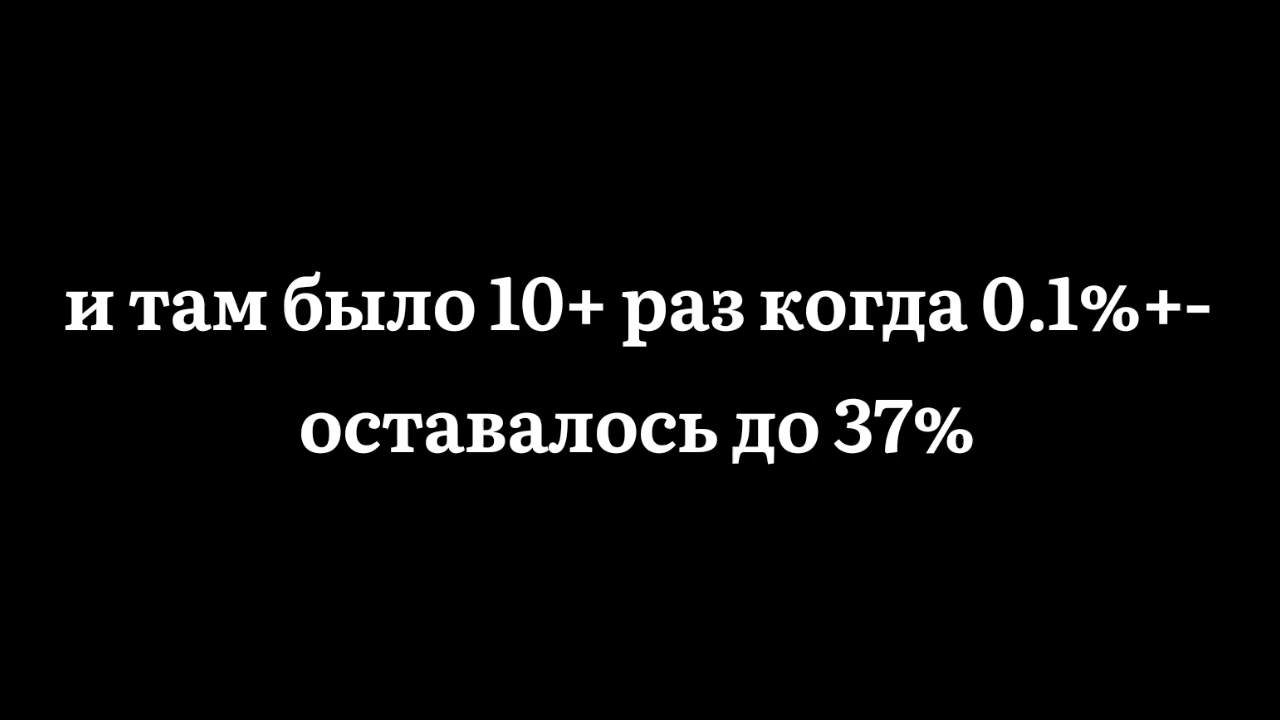 и там было 10+ раз когда 0.1%+-
оставалось до 37%